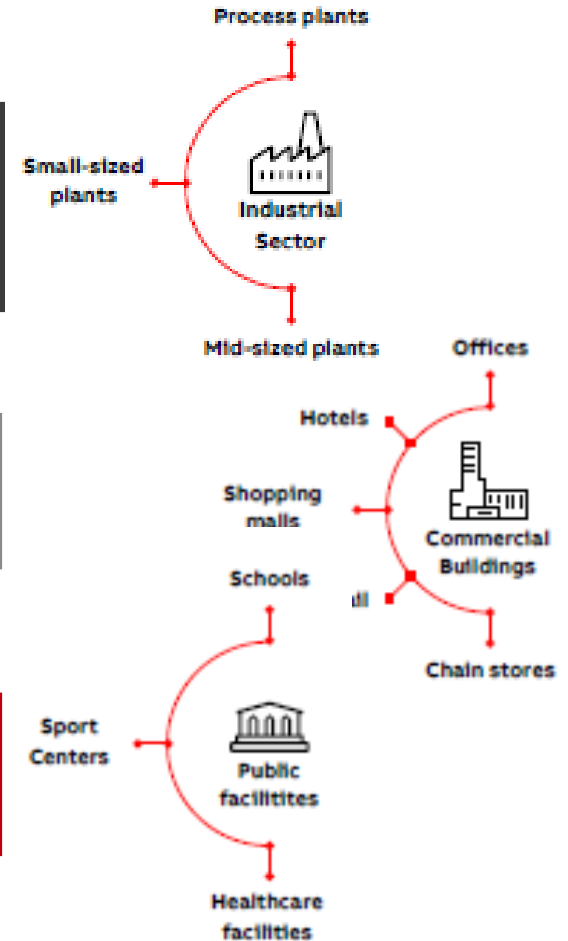 Process plants
Small-sized
plants
Industrial
Sector
Mid-sized plants
Offices
Hotels
Shopping
malls
Commercial
Buildings
Chain stores
Schools
Sport
Centers
Public
facilitites
Healthcare
facilities